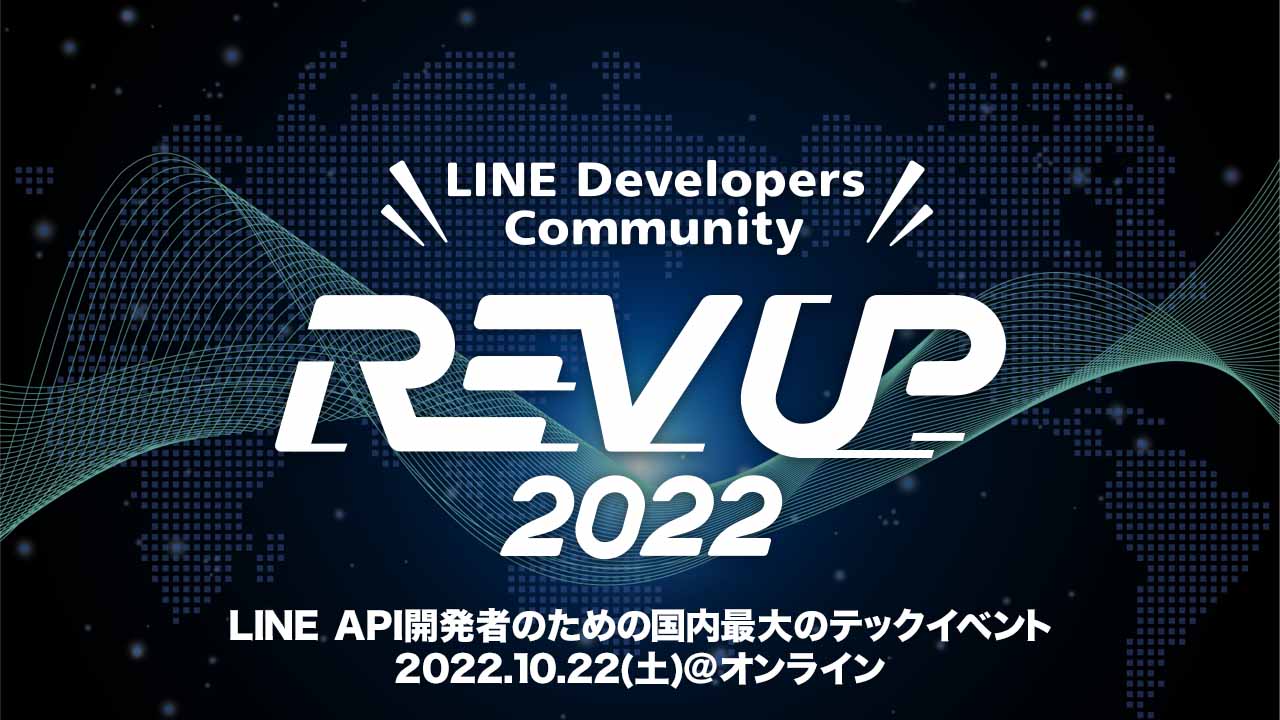 LINE Developers
Community
REV UP
2022
LINE API開発者のための国内最大のテックイベント
2022.10.22(土)@オンライン